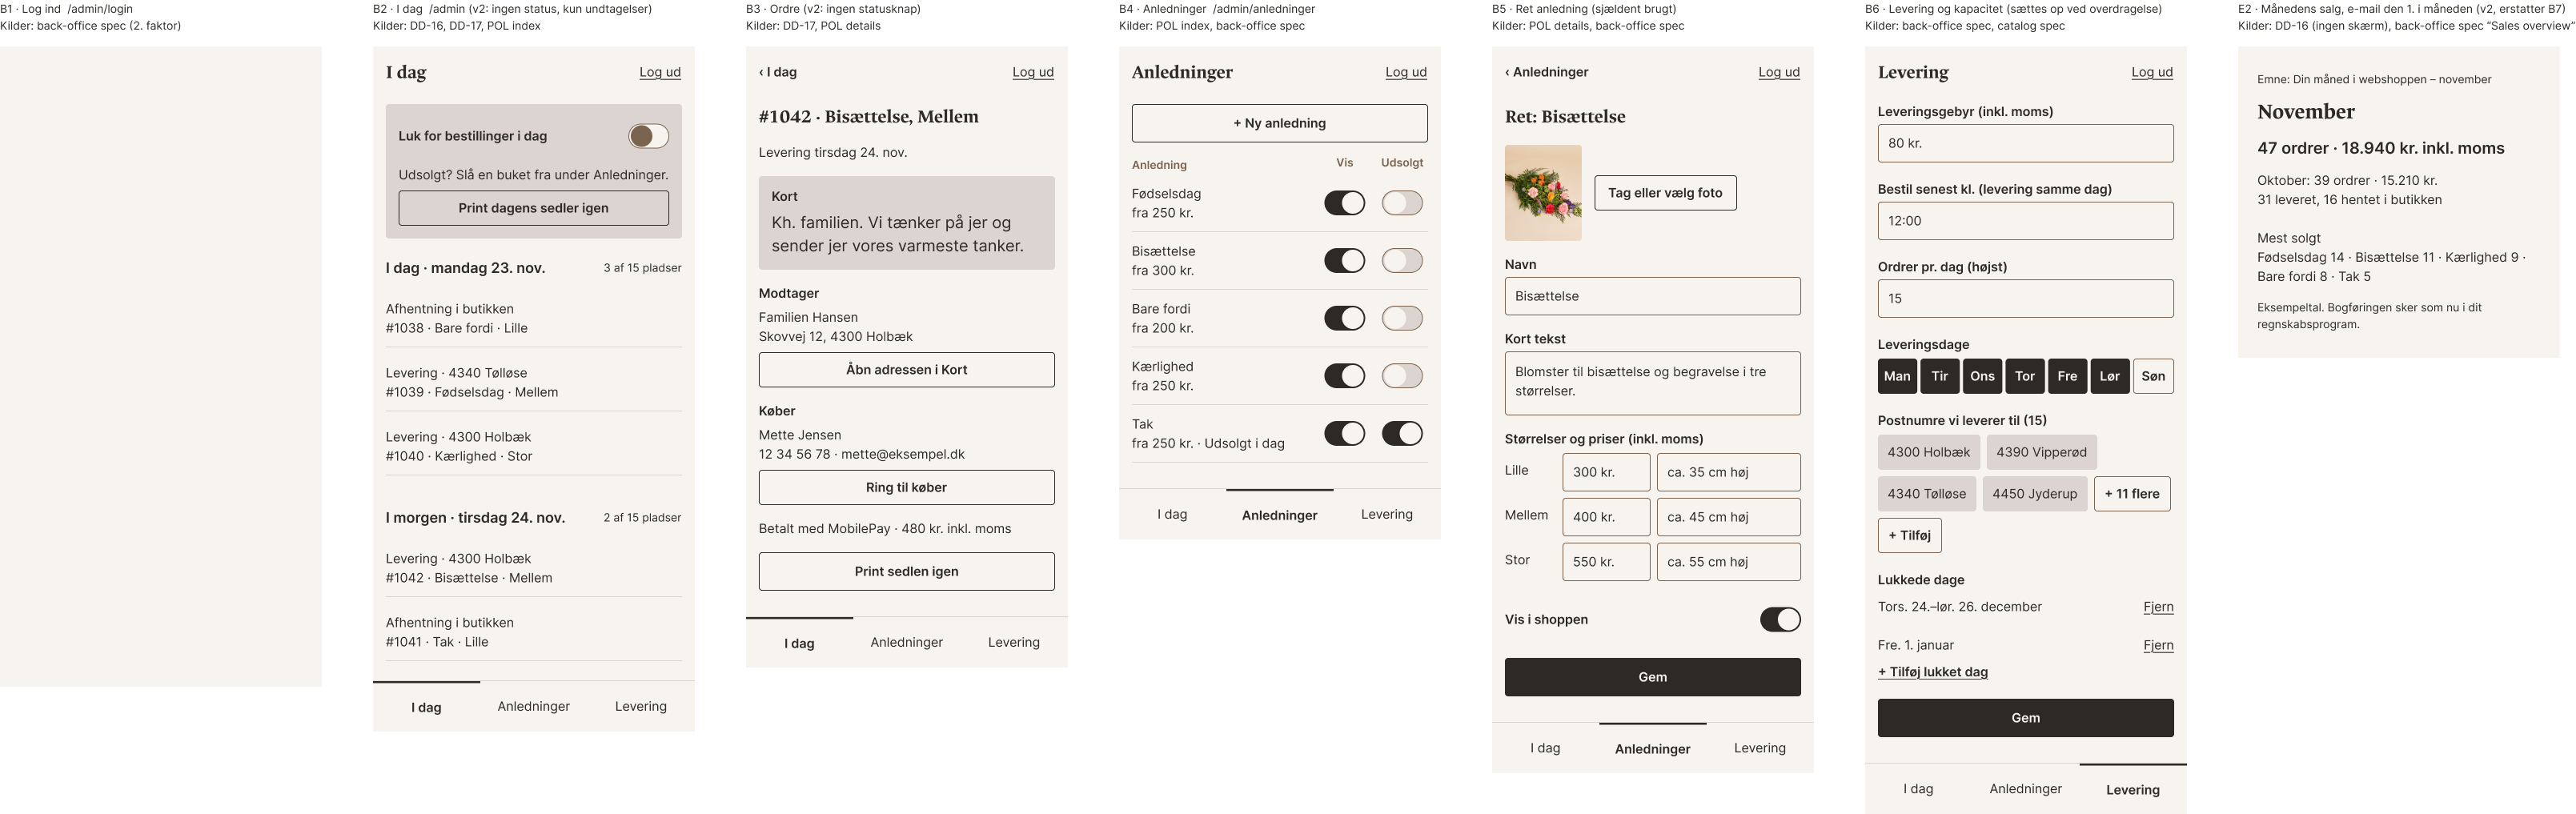 B1 · Log ind /admin/login
Kilder: back-office spec (2. faktor)
B2 · I dag /admin (v2: ingen status, kun undtagelser)
Kilder: DD-16, DD-17, POL index
I dag
Log ud
Luk for bestillinger i dag
Udsolgt? Slå en buket fra under Anledninger.
Print dagens sedler igen
I dag · mandag 23. nov.
3 af 15 pladser
Afhentning i butikken
#1038 · Bare fordi · Lille
Levering · 4340 Tølløse
#1039 · Fødselsdag · Mellem
Levering · 4300 Holbæk
#1040 · Kærlighed · Stor
I morgen · tirsdag 24. nov.
2 af 15 pladser
Levering · 4300 Holbæk
#1042 · Bisættelse · Mellem
Afhentning i butikken
#1041 · Tak · Lille
I dag
Anledninger
Levering
B3 · Ordre (v2: ingen statusknap)
Kilder: DD-17, POL details
‹ I dag
Log ud
#1042 · Bisættelse, Mellem
Levering tirsdag 24. nov.
Kort
Kh. familien. Vi tænker på jer og
sender jer vores varmeste tanker.
Modtager
Familien Hansen
Skovvej 12, 4300 Holbæk
Åbn adressen i Kort
Køber
Mette Jensen
12 34 56 78 · mette@eksempel.dk
Ring til køber
Betalt med MobilePay · 480 kr. inkl. moms
Print sedlen igen
I dag
Anledninger
Levering
B4 · Anledninger /admin/anledninger
Kilder: POL index, back-office spec
Anledninger
Log ud
+ Ny anledning
Anledning
Vis
Udsolgt
Fødselsdag
fra 250 kr.
Bisættelse
fra 300 kr.
Bare fordi
fra 200 kr.
Kærlighed
fra 250 kr.
Tak
fra 250 kr. · Udsolgt i dag
I dag
Anledninger
Levering
B5 · Ret anledning (sjældent brugt)
Kilder: POL details, back-office spec
‹ Anledninger
Log ud
Ret: Bisættelse
Tag eller vælg foto
Navn
Bisættelse
Kort tekst
Blomster til bisættelse og begravelse i tre
størrelser.
Størrelser og priser (inkl. moms)
Lille
300 kr.
ca. 35 cm høj
Mellem
400 kr.
ca. 45 cm høj
Stor
550 kr.
ca. 55 cm høj
Vis i shoppen
Gem
I dag
Anledninger
Levering
B6 · Levering og kapacitet (sættes op ved overdragelse)
Kilder: back-office spec, catalog spec
Levering
Log ud
Leveringsgebyr (inkl. moms)
80 kr.
Bestil senest kl. (levering samme dag)
12:00
Ordrer pr. dag (højst)
15
Leveringsdage
Man
Tir
Ons
Tor
Fre
Lør
Søn
Postnumre vi leverer til (15)
4300 Holbæk
4390 Vipperød
4340 Tølløse
4450 Jyderup
+ 11 flere
+ Tilføj
Lukkede dage
Tors. 24.–lør. 26. december
Fjern
Fre. 1. januar
Fjern
+ Tilføj lukket dag
Gem
I dag
Anledninger
Levering
E2 · Månedens salg, e-mail den 1. i måneden (v2, erstatter B7)
Kilder: DD-16 (ingen skærm), back-office spec “Sales overview”
Emne: Din måned i webshoppen – november
November
47 ordrer · 18.940 kr. inkl. moms
Oktober: 39 ordrer · 15.210 kr.
31 leveret, 16 hentet i butikken
Mest solgt
Fødselsdag 14 · Bisættelse 11 · Kærlighed 9 ·
Bare fordi 8 · Tak 5
Eksempeltal. Bogføringen sker som nu i dit
regnskabsprogram.